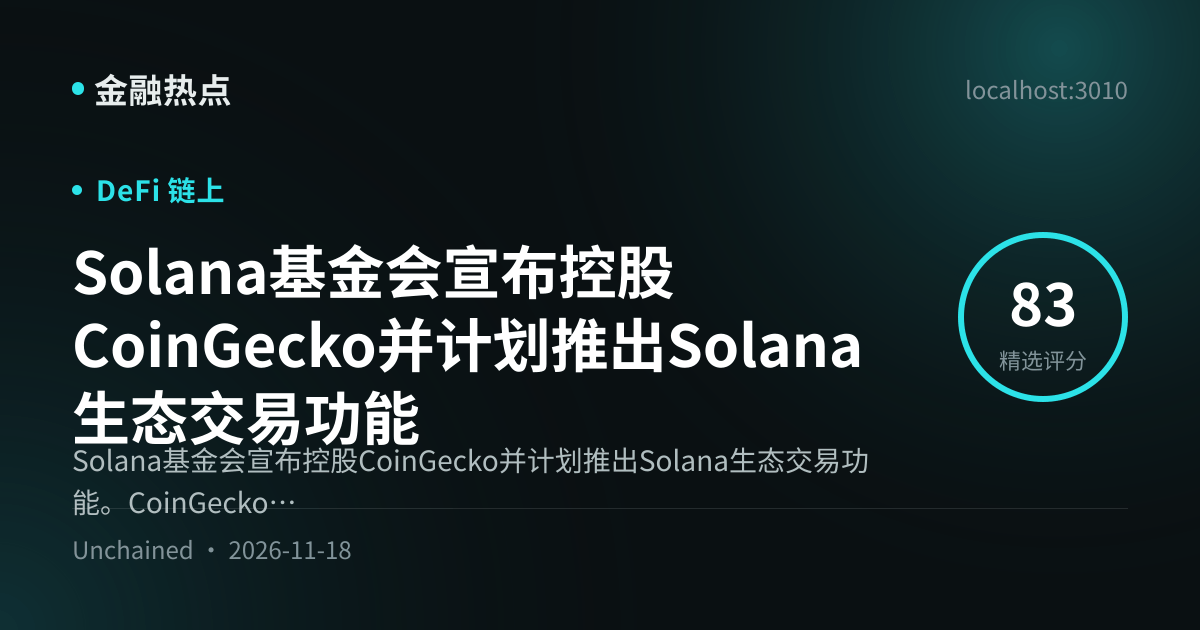 金融热点
localhost:3010
DeFi 链上
Solana基金会宣布控股
CoinGecko并计划推出Solana
生态交易功能
83
精选评分
Solana基金会宣布控股CoinGecko并计划推出Solana生态交易功
能。CoinGecko…
Unchained · 2026-11-18